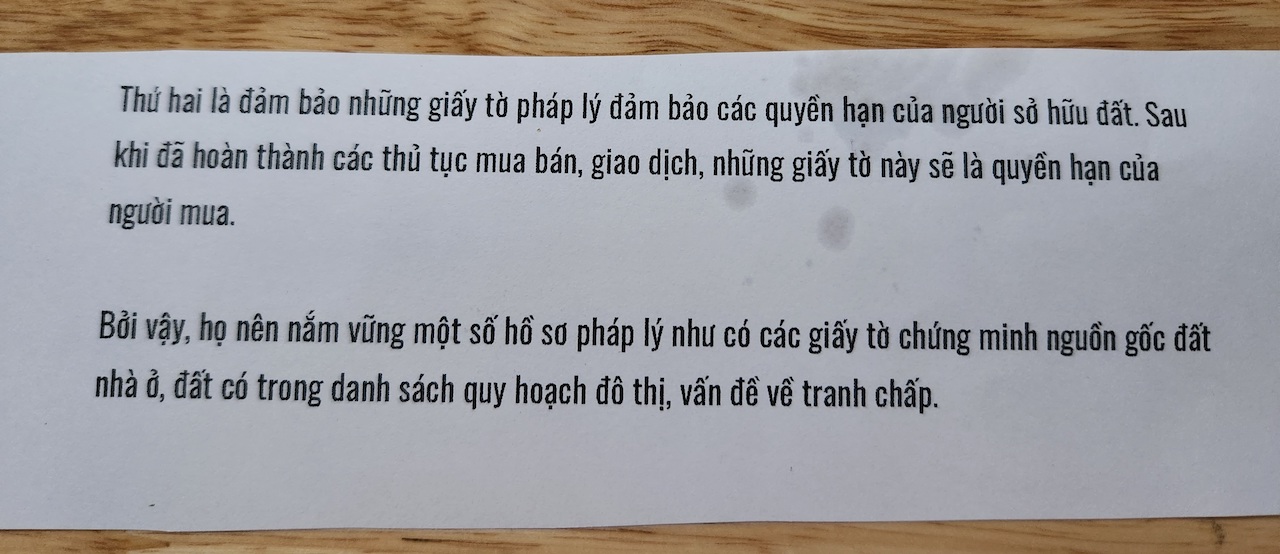 Thứ hai là đảm bảo những giấy tờ pháp lý đảm bảo các quyền hạn của người sở hữu đất. Sau
khi đã hoàn thành các thủ tục mua bán, giao dịch, những giấy tờ này sẽ là quyền hạn của
người mua.
Bởi vậy, họ nên nắm vững một số hồ sơ pháp lý như có các giấy tờ chứng minh nguồn gốc đất
nhà ở, đất có trong danh sách quy hoạch đô thị, vấn đề về tranh chấp.